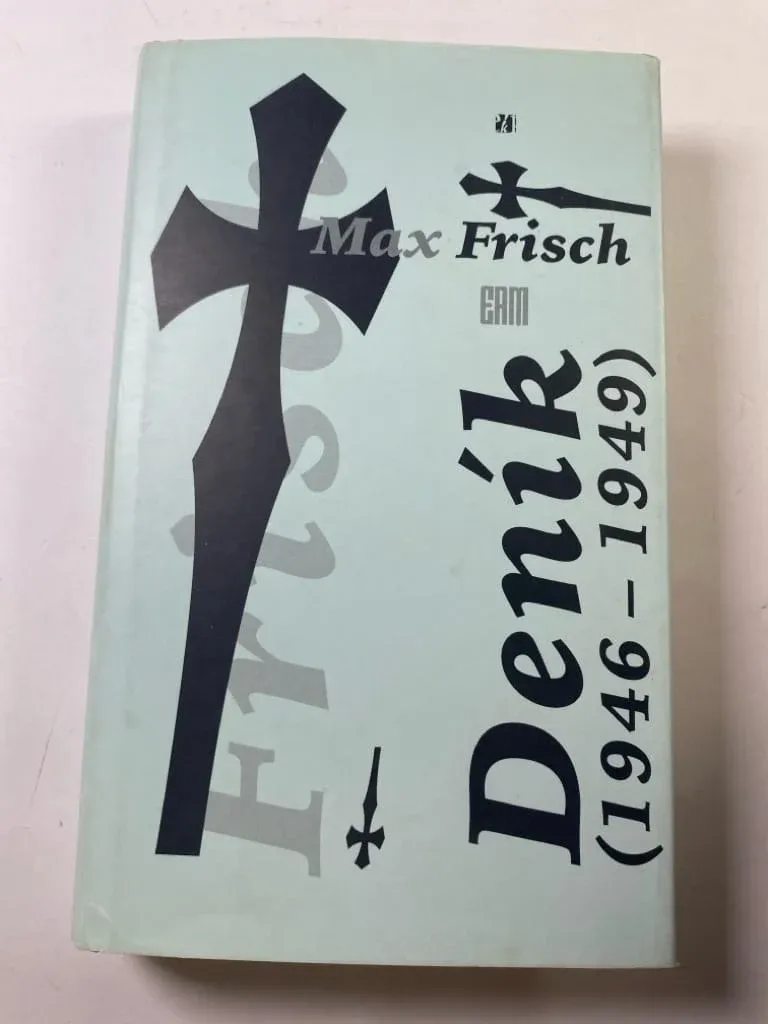 Max Frisch
ERM
Deník
(1946 – 1949)
Frisch